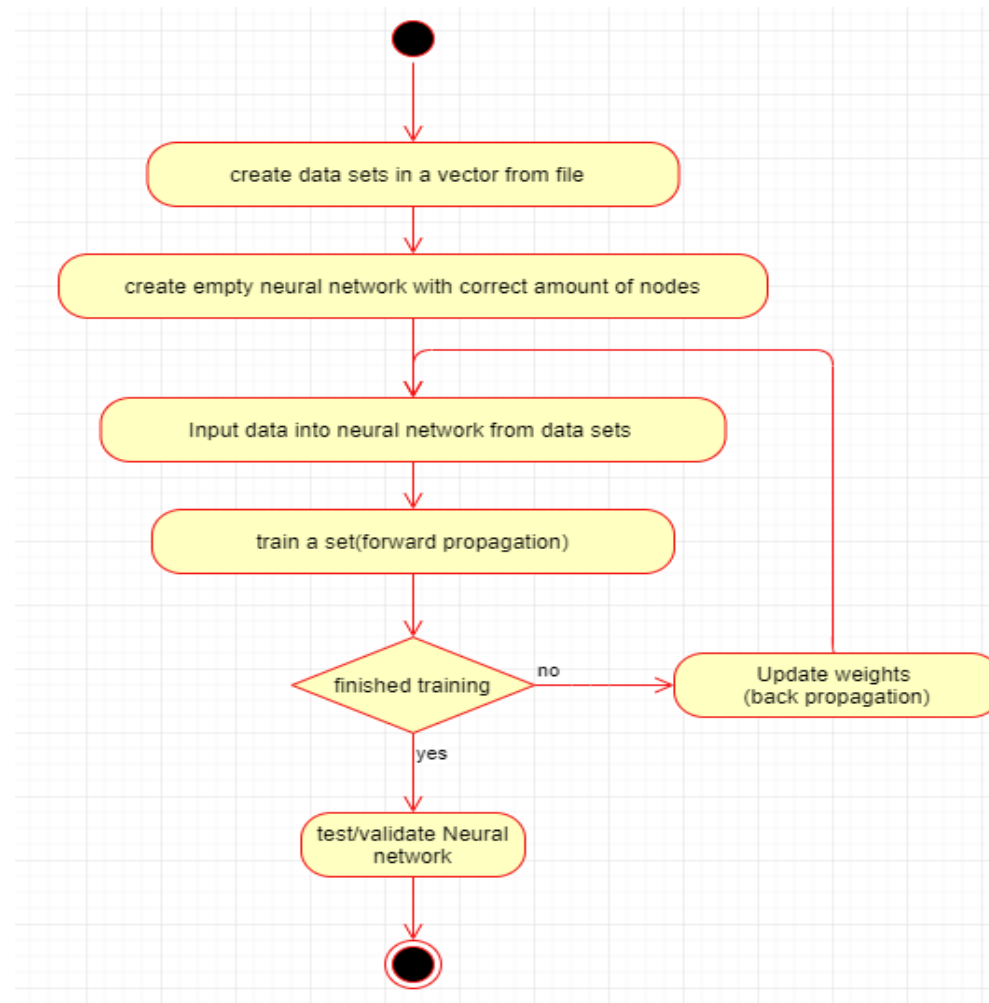 create data sets in a vector from file
create empty neural network with correct amount of nodes
Input data into neural network from data sets
train a set(forward propagation)
finished training
no
Update weights
(back propagation)
yes
test/validate Neural
network